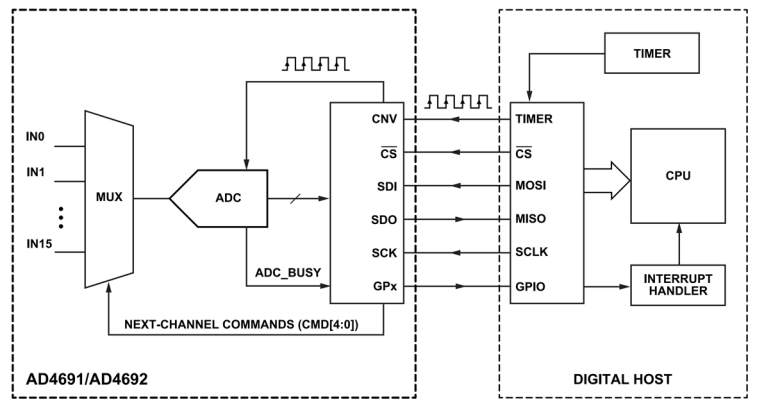 TIMER
CNV
TIMER
IN0
CS
CS
CPU
IN1
SDI
MOSI
MUX
ADC
SDO
MISO
IN15
SCK
SCLK
ADC_BUSY
GPx
GPIO
INTERRUPT
HANDLER
NEXT-CHANNEL COMMANDS (CMD[4:0])
AD4691/AD4692
DIGITAL HOST